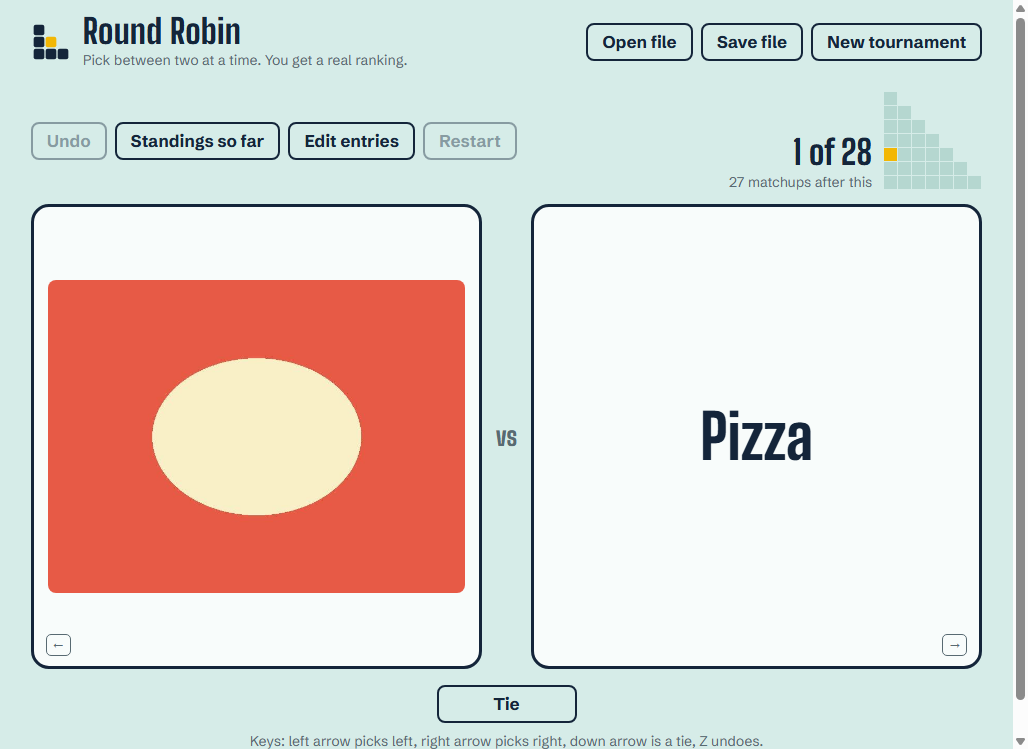 Round Robin
Pick between two at a time. You get a real ranking.
Open file
Save file
New tournament
Undo
Standings so far
Edit entries
Restart
1 of 28
27 matchups after this
vs
Pizza
←
→
Tie
Keys: left arrow picks left, right arrow picks right, down arrow is a tie, Z undoes.